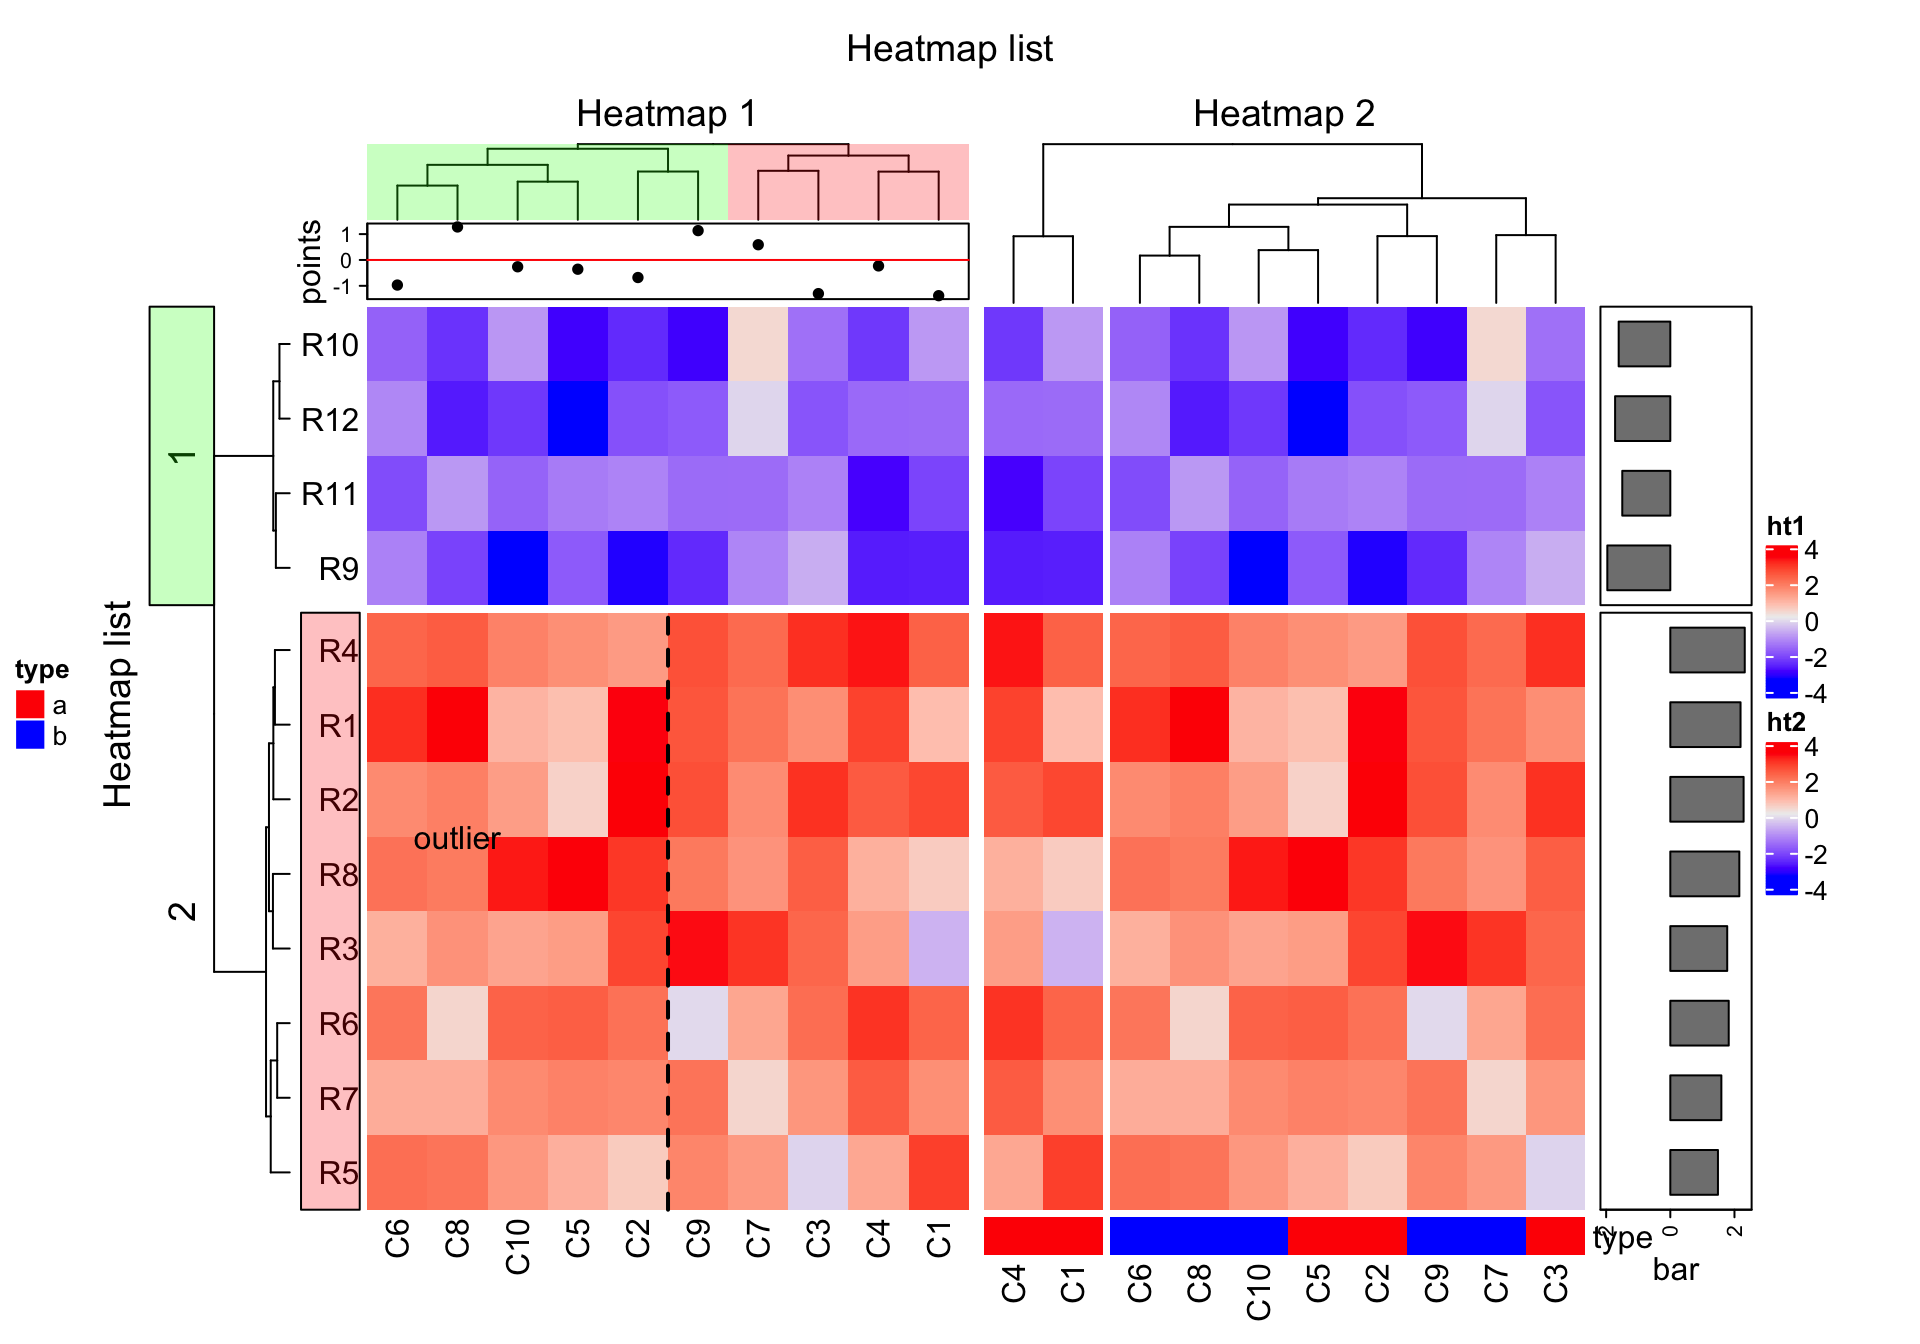 Heatmap list
Heatmap 1
Heatmap 2
points
1
0
-1
1
R10
R12
R11
R9
Heatmap list
2
R4
R1
R2
R8
R3
R6
R7
R5
outlier
type
a
b
ht1
4
2
0
-2
-4
ht2
4
2
0
-2
-4
C6 C8 C10 C5 C2 C9 C7 C3 C4 C1
C4 C1 C6 C8 C10 C5 C2 C9 C7 C3
type
0 2
bar